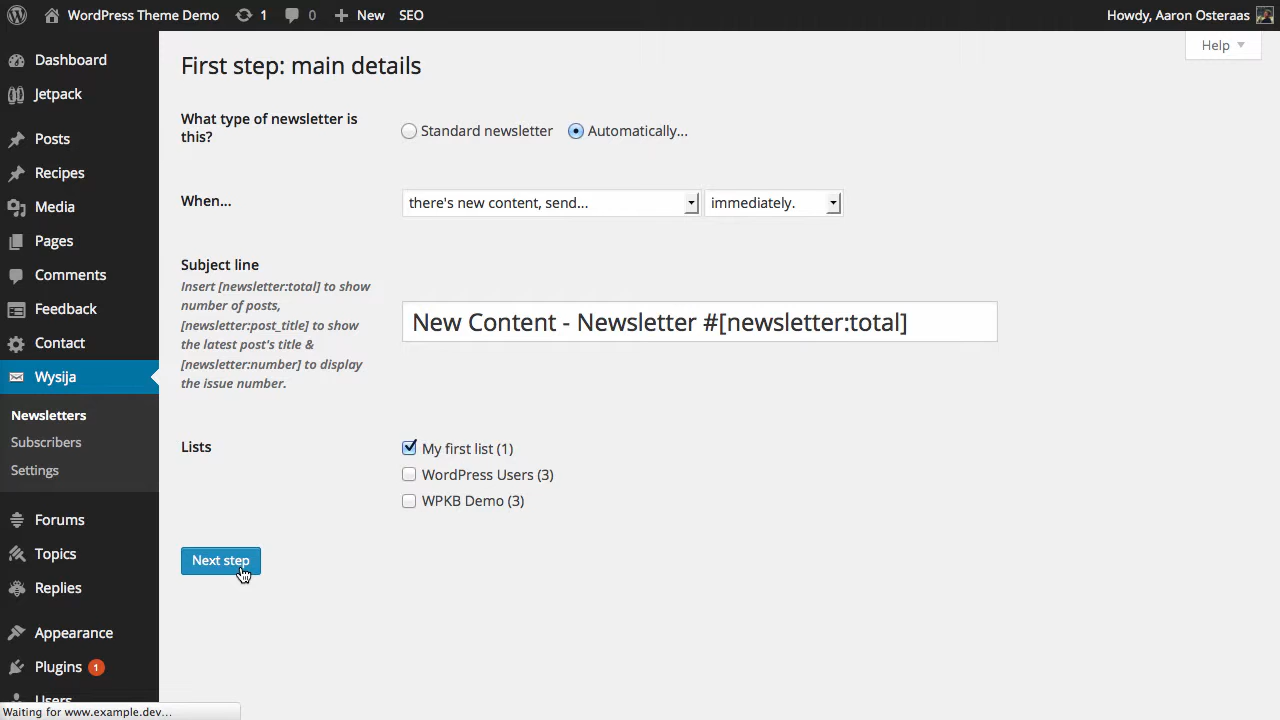 WordPress Theme Demo 1 0 New SEO Howdy, Aaron Osteraas
Help
Dashboard
Jetpack
Posts
Recipes
Media
Pages
Comments
Feedback
Contact
Wysija
Newsletters
Subscribers
Settings
Forums
Topics
Replies
Appearance
Plugins 1
Users
First step: main details
What type of newsletter is
this?
Standard newsletter Automatically...
When...
there's new content, send... immediately.
Subject line
Insert [newsletter:total] to show
number of posts,
[newsletter:post_title] to show
the latest post's title &
[newsletter:number] to display
the issue number.
New Content - Newsletter #[newsletter:total]
Lists
My first list (1)
WordPress Users (3)
WPKB Demo (3)
Next step
Waiting for www.example.dev...